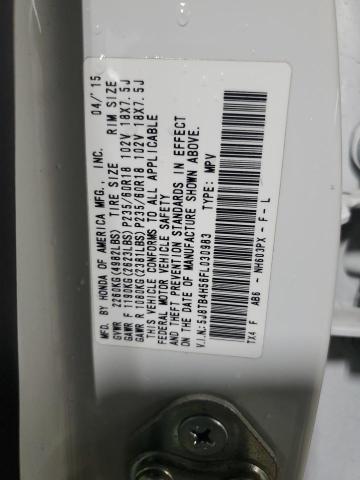 MFD. BY HONDA OF AMERICA MFG., INC. 04/'15
GVWR 2260KG(4982LBS) TIRE SIZE RIM SIZE
GAWR F 1190KG(2623LBS) P235/60R18 102V 18X7.5J
GAWR R 1080KG(2381LBS) P235/60R18 102V 18X7.5J
THIS VEHICLE CONFORMS TO ALL APPLICABLE
FEDERAL MOTOR VEHICLE SAFETY
AND THEFT PREVENTION STANDARDS IN EFFECT
ON THE DATE OF MANUFACTURE SHOWN ABOVE.
V.I.N:5J8TB4H56FL030983 TYPE: MPV
TX4 F AB6 - NH603PX - F - L